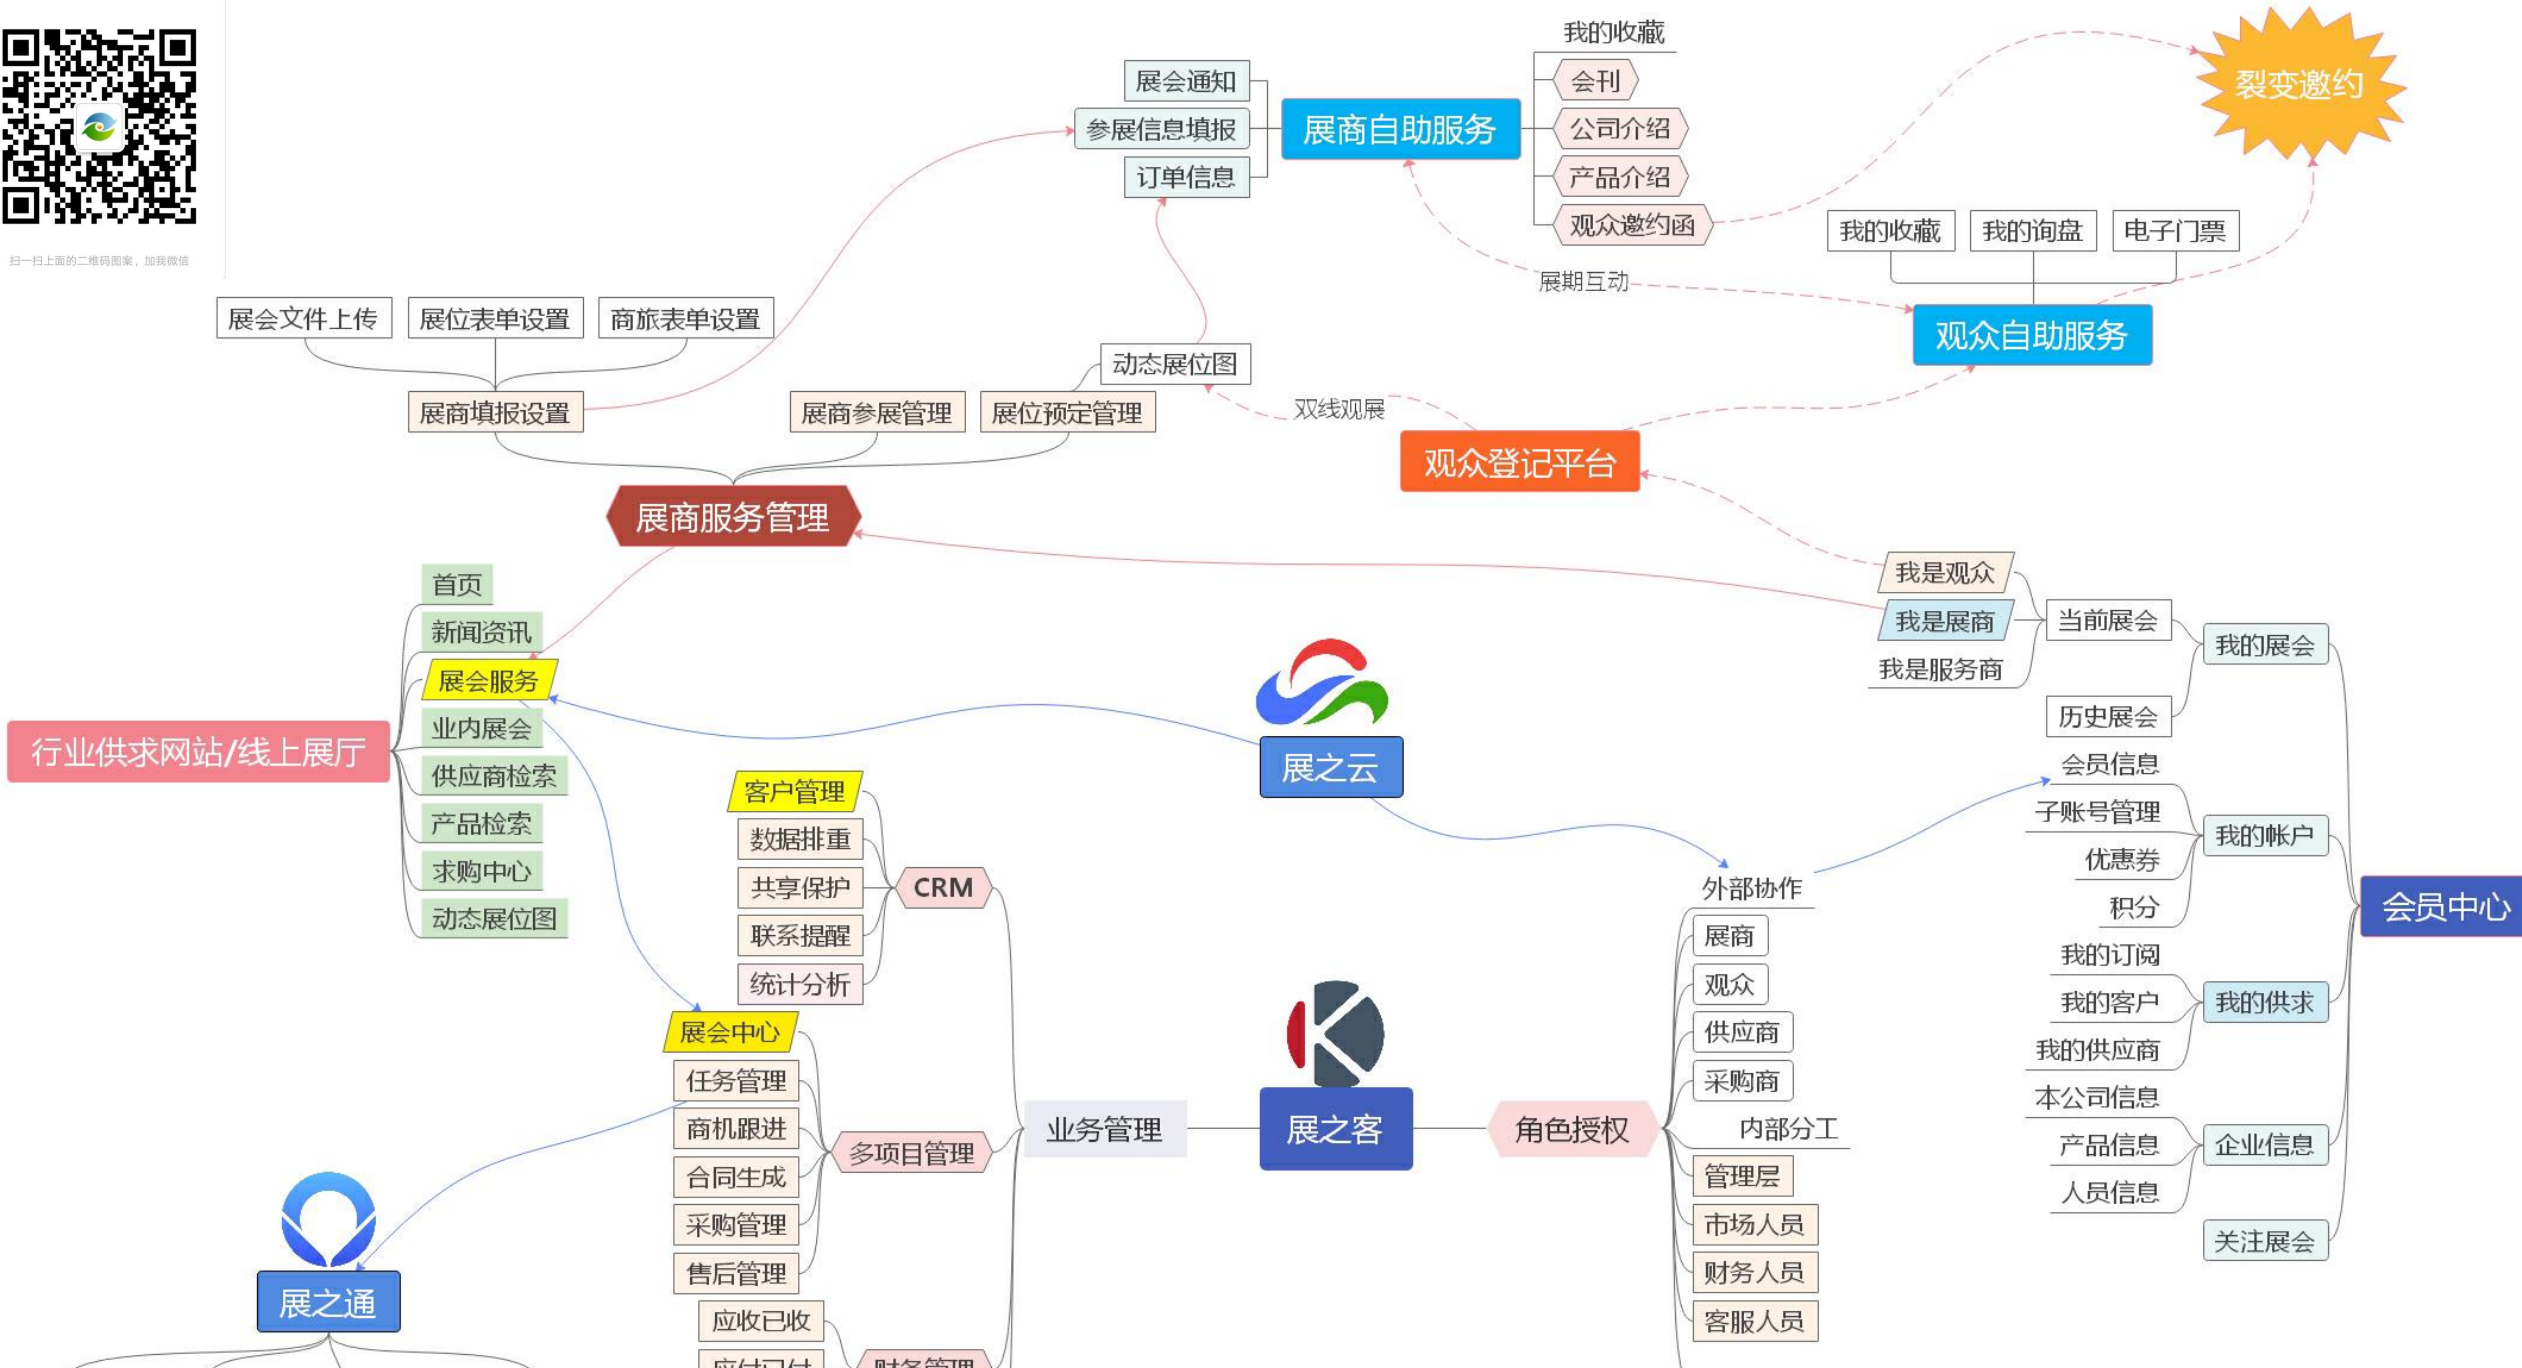 扫一扫上面的二维码图案，加我微信
我的收藏
展会通知
会刊
参展信息填报
展商自助服务
公司介绍
订单信息
产品介绍
观众邀约函
裂变邀约
我的收藏
我的询盘
电子门票
展期互动
观众自助服务
展会文件上传
展位表单设置
商旅表单设置
动态展位图
展商填报设置
展商参展管理
展位预定管理
双线观展
观众登记平台
展商服务管理
首页
新闻资讯
展会服务
业内展会
供应商检索
产品检索
求购中心
动态展位图
行业供求网站/线上展厅
展之云
我是观众
我是展商
我是服务商
当前展会
历史展会
我的展会
会员信息
子账号管理
优惠券
积分
我的帐户
我的订阅
我的客户
我的供应商
我的供求
本公司信息
产品信息
人员信息
企业信息
关注展会
会员中心
客户管理
数据排重
共享保护
联系提醒
统计分析
CRM
展会中心
任务管理
商机跟进
合同生成
采购管理
售后管理
多项目管理
业务管理
展之客
角色授权
外部协作
展商
观众
供应商
采购商
内部分工
管理层
市场人员
财务人员
客服人员
展之通
应收已收
应付已付
财务管理